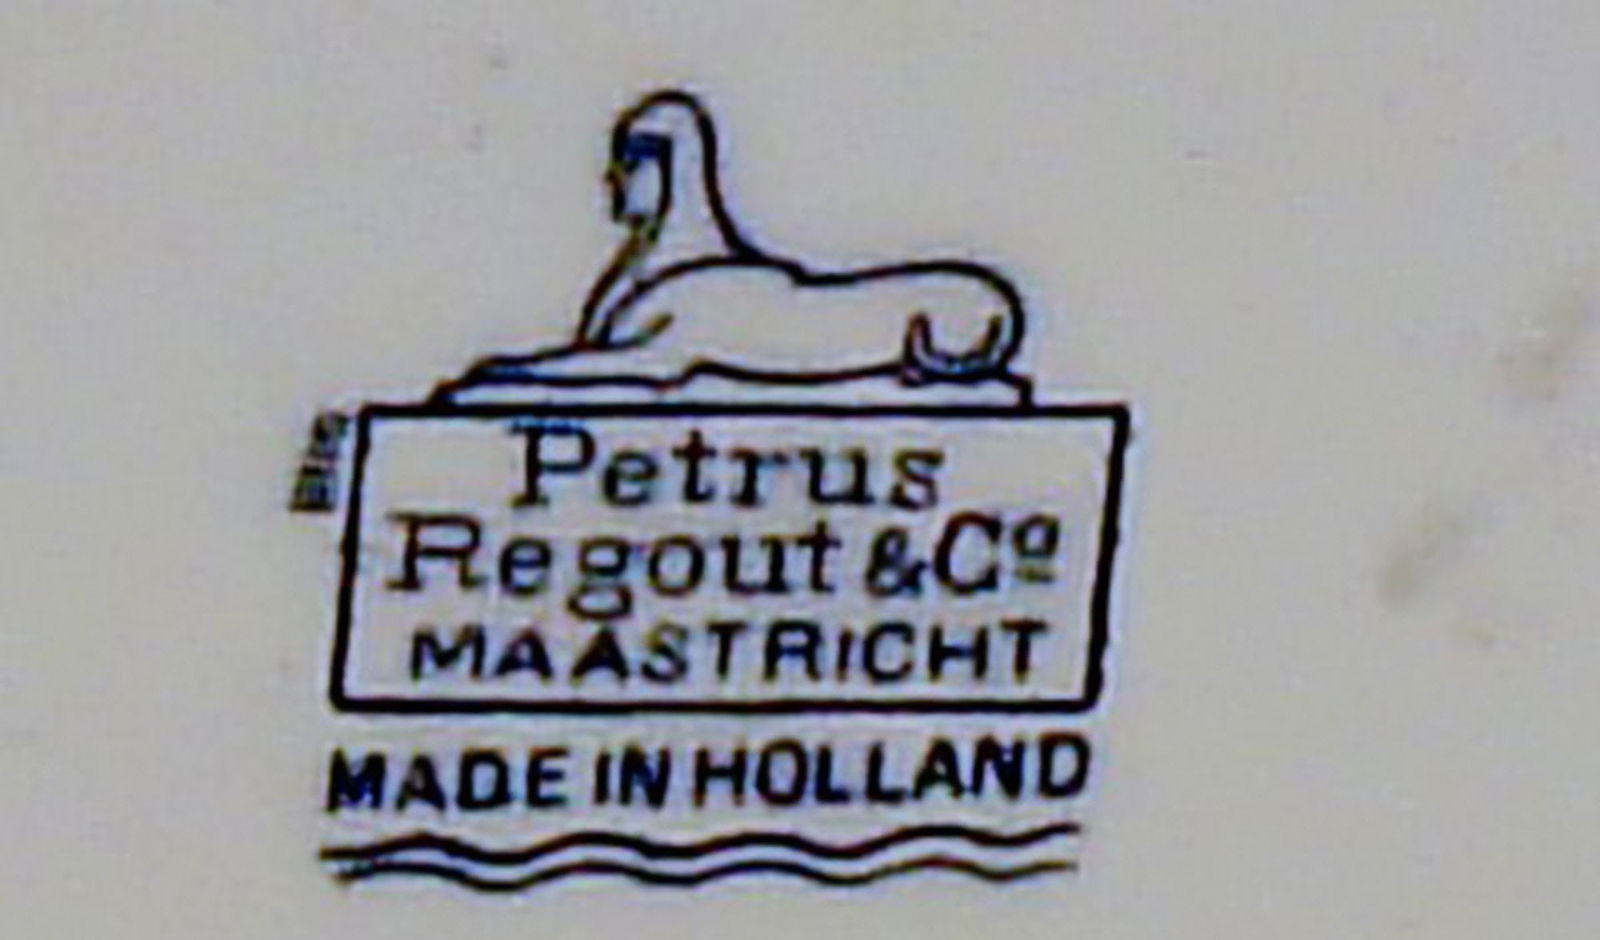 Petrus
Regout & Cº
MAASTRICHT
MADE IN HOLLAND